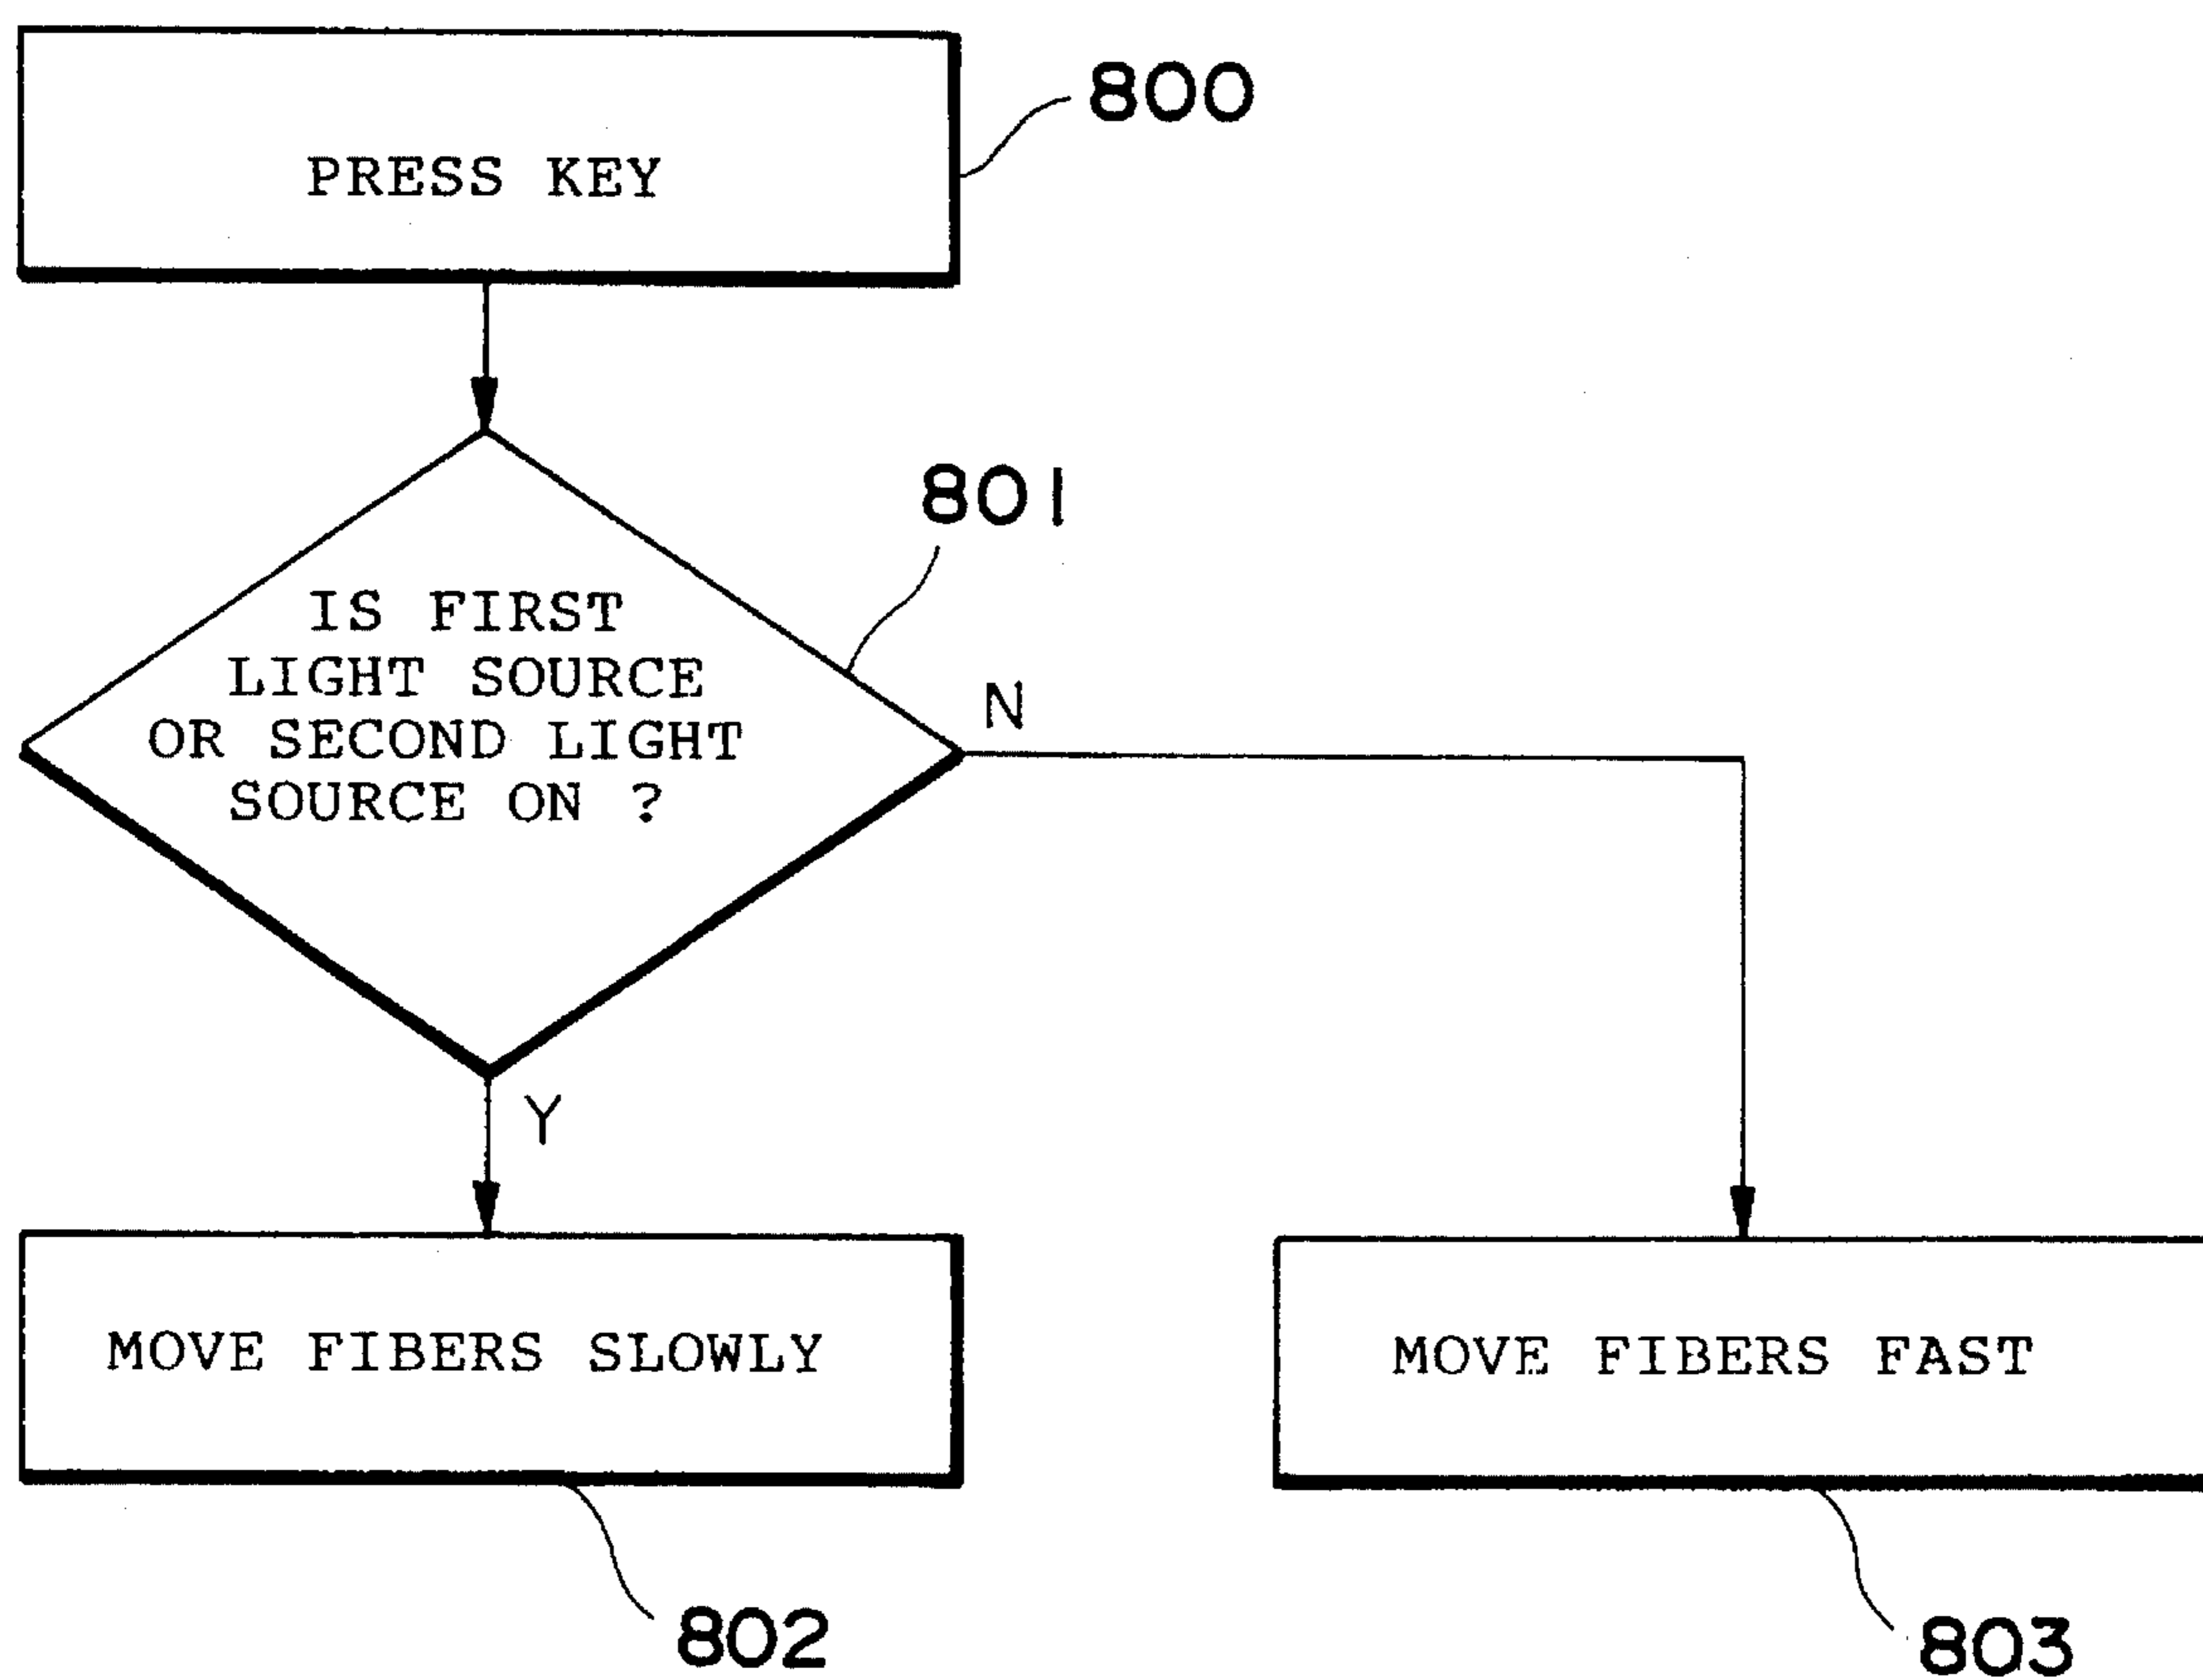 800
PRESS KEY
801
IS FIRST
LIGHT SOURCE
OR SECOND LIGHT
SOURCE ON ?
N
Y
MOVE FIBERS SLOWLY
MOVE FIBERS FAST
802
803